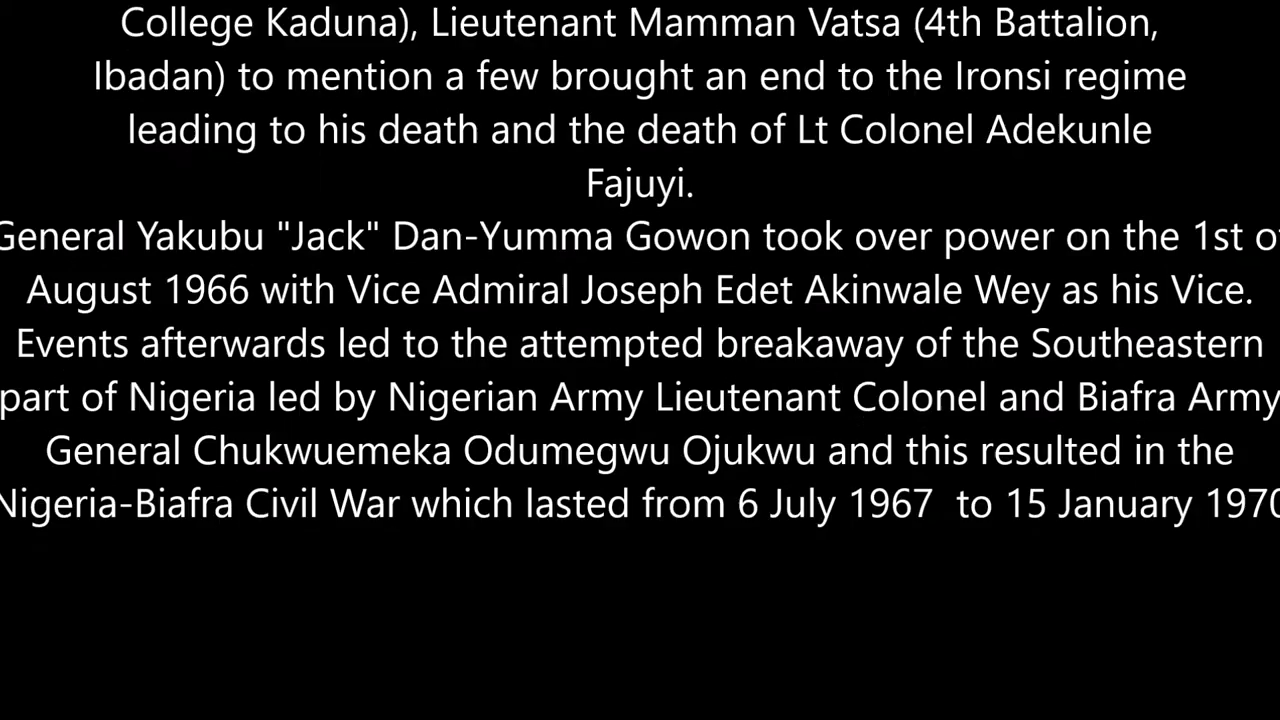 College Kaduna), Lieutenant Mamman Vatsa (4th Battalion,
Ibadan) to mention a few brought an end to the Ironsi regime
leading to his death and the death of Lt Colonel Adekunle
Fajuyi.
General Yakubu "Jack" Dan-Yumma Gowon took over power on the 1st of
August 1966 with Vice Admiral Joseph Edet Akinwale Wey as his Vice.
Events afterwards led to the attempted breakaway of the Southeastern
part of Nigeria led by Nigerian Army Lieutenant Colonel and Biafra Army
General Chukwuemeka Odumegwu Ojukwu and this resulted in the
Nigeria-Biafra Civil War which lasted from 6 July 1967  to 15 January 1970